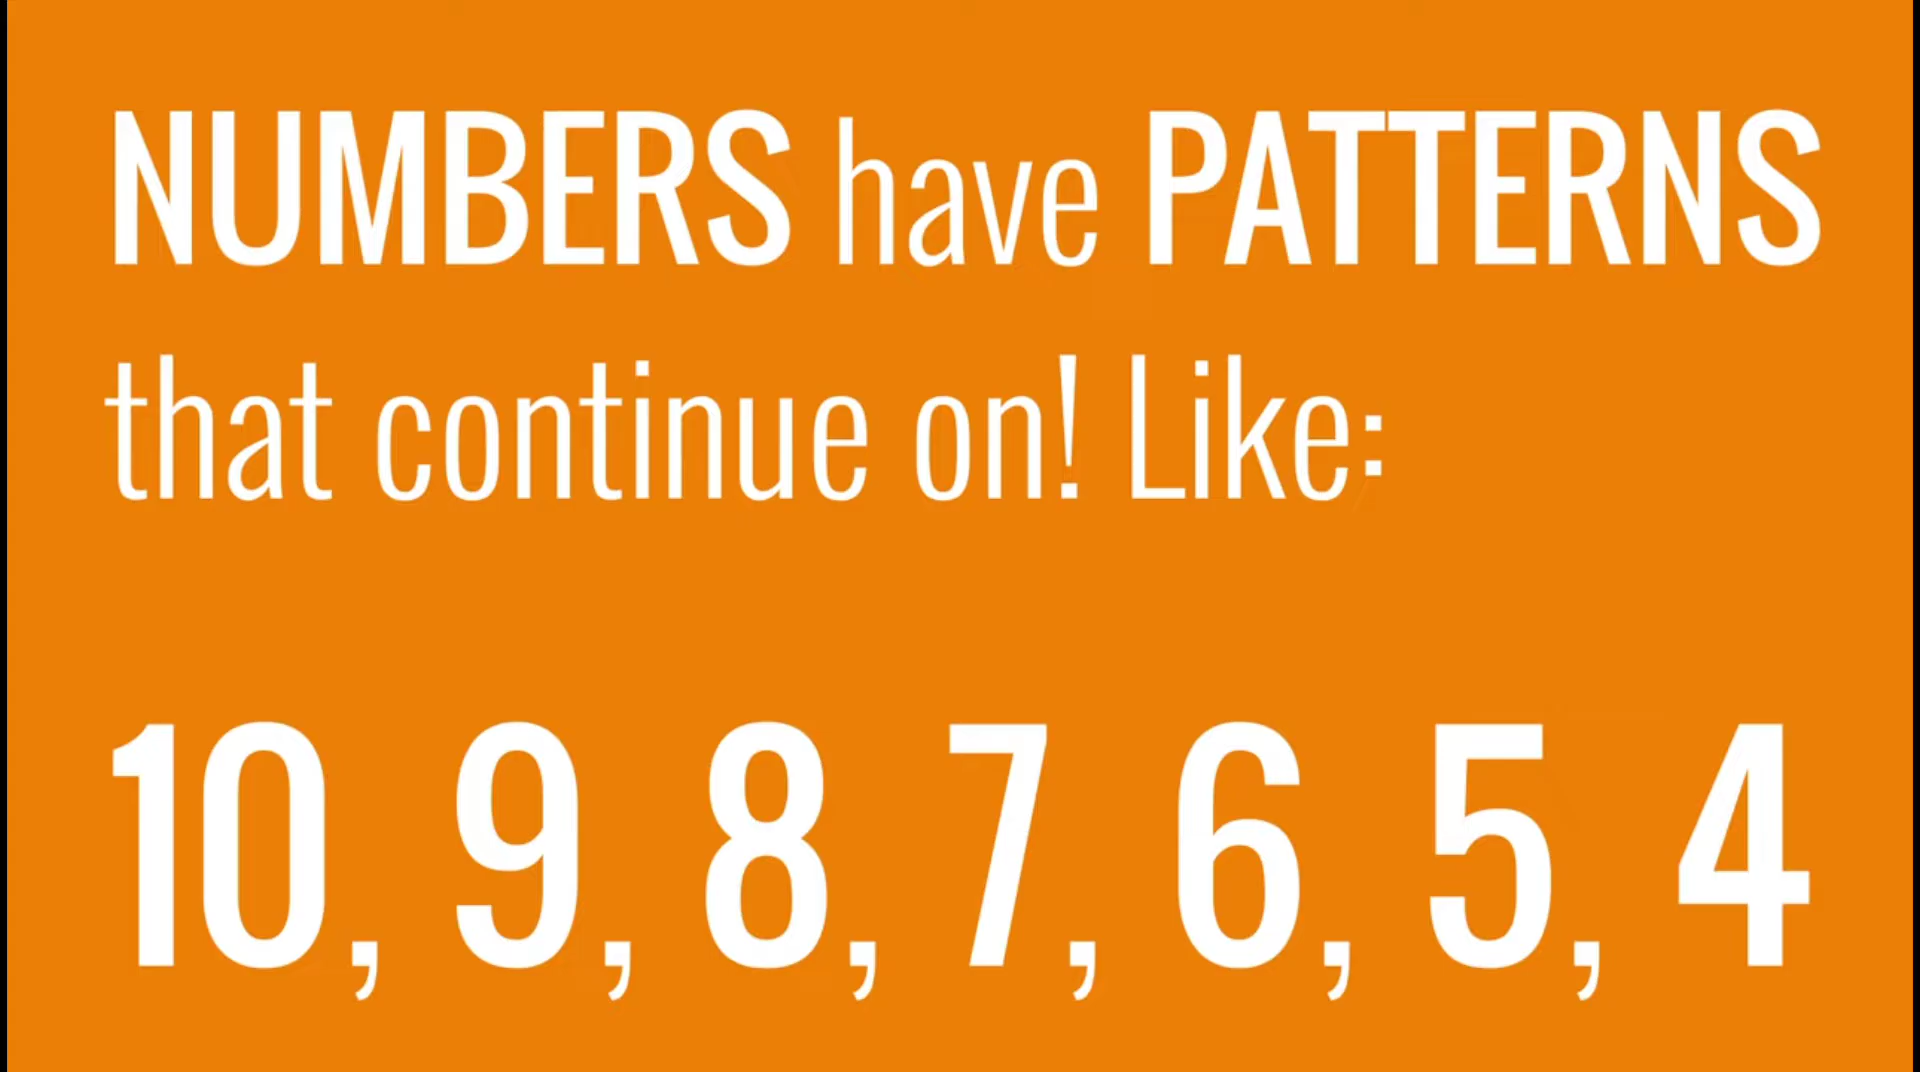 NUMBERS have PATTERNS
that continue on! Like:
10, 9, 8, 7, 6, 5, 4